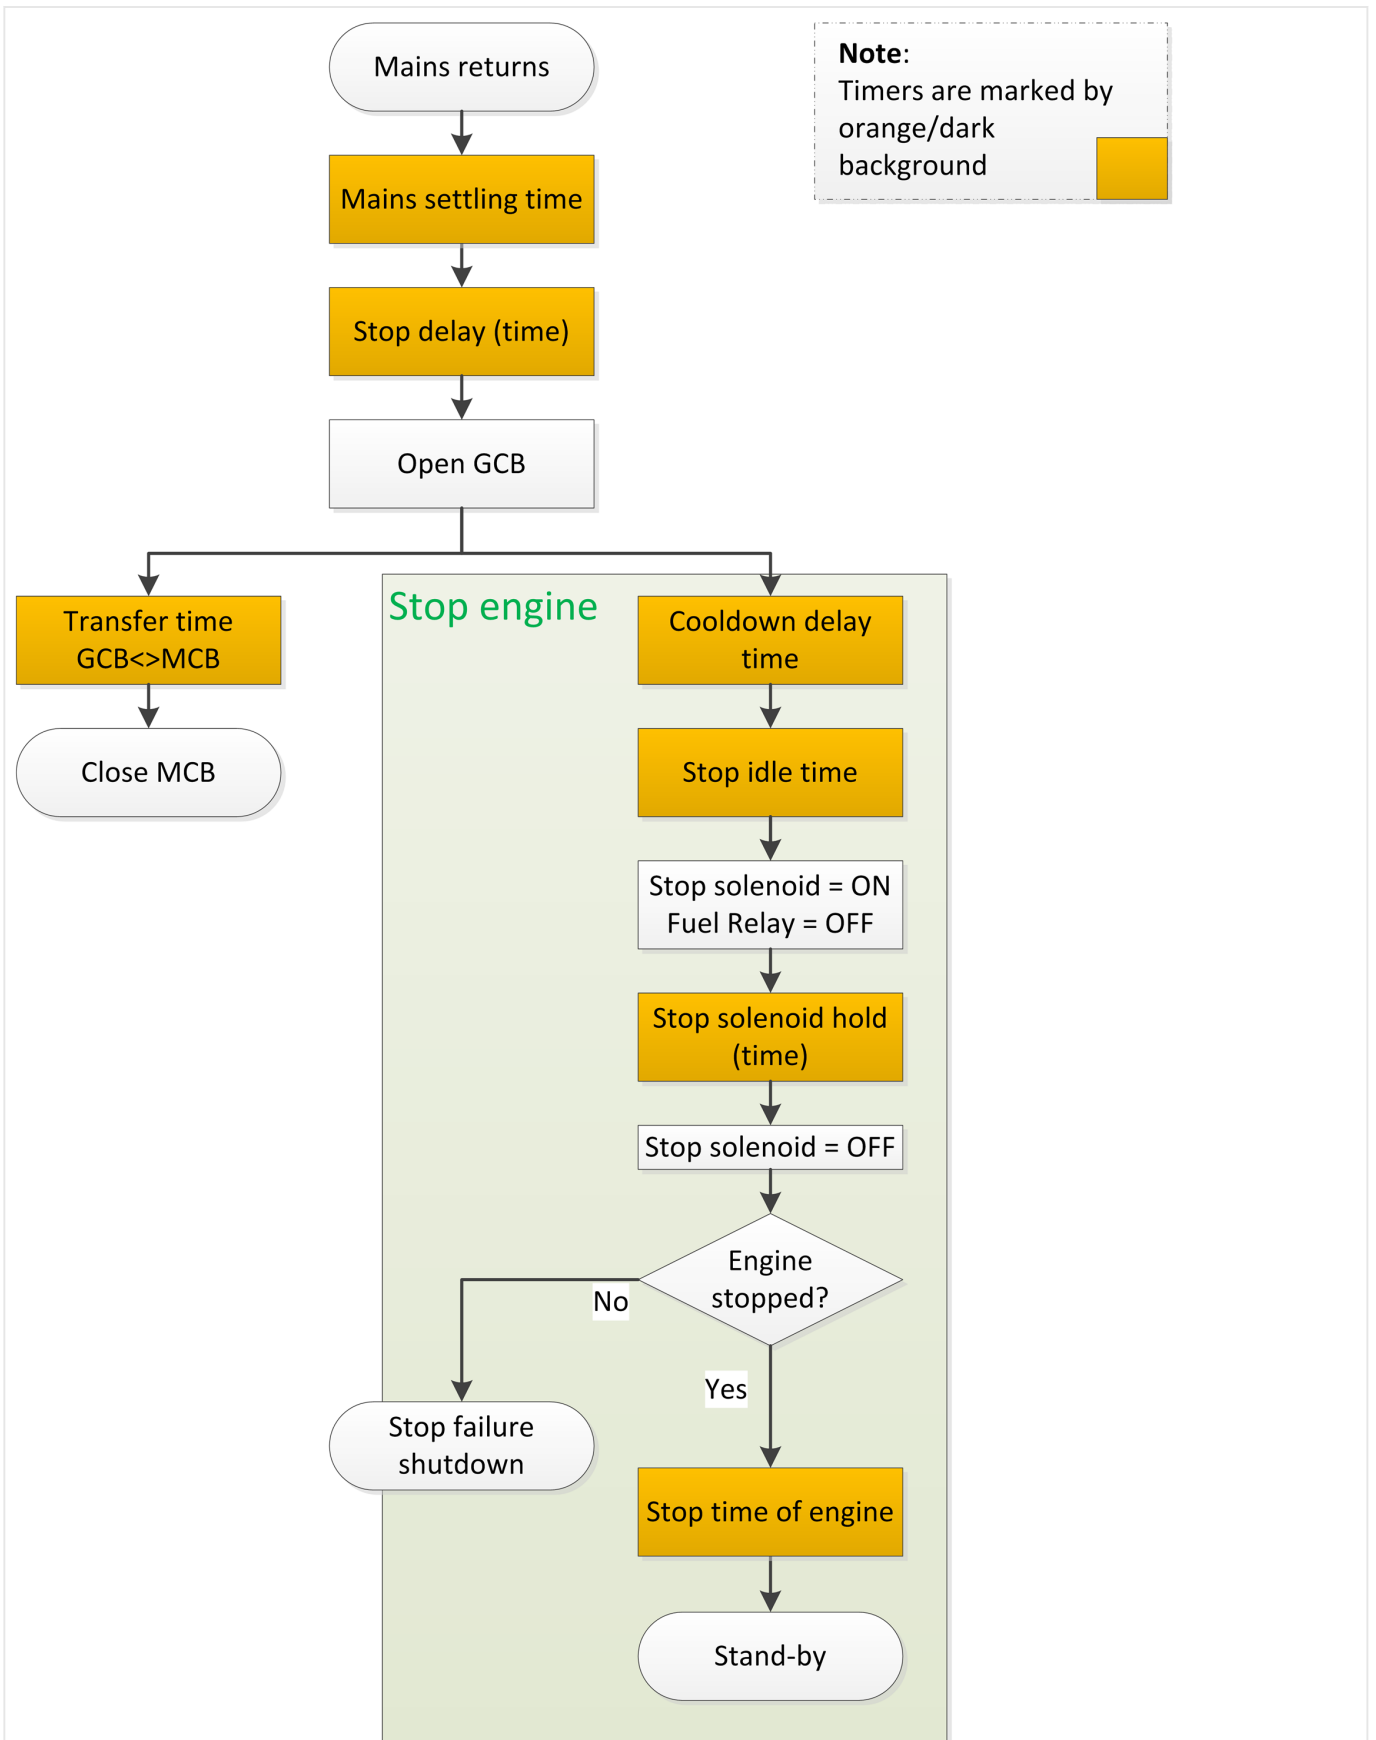 Mains returns
Note:
Timers are marked by
orange/dark
background
Mains settling time
Stop delay (time)
Open GCB
Stop engine
Transfer time
GCB<>MCB
Cooldown delay
time
Close MCB
Stop idle time
Stop solenoid = ON
Fuel Relay = OFF
Stop solenoid hold
(time)
Stop solenoid = OFF
Engine
stopped?
No
Yes
Stop failure
shutdown
Stop time of engine
Stand-by